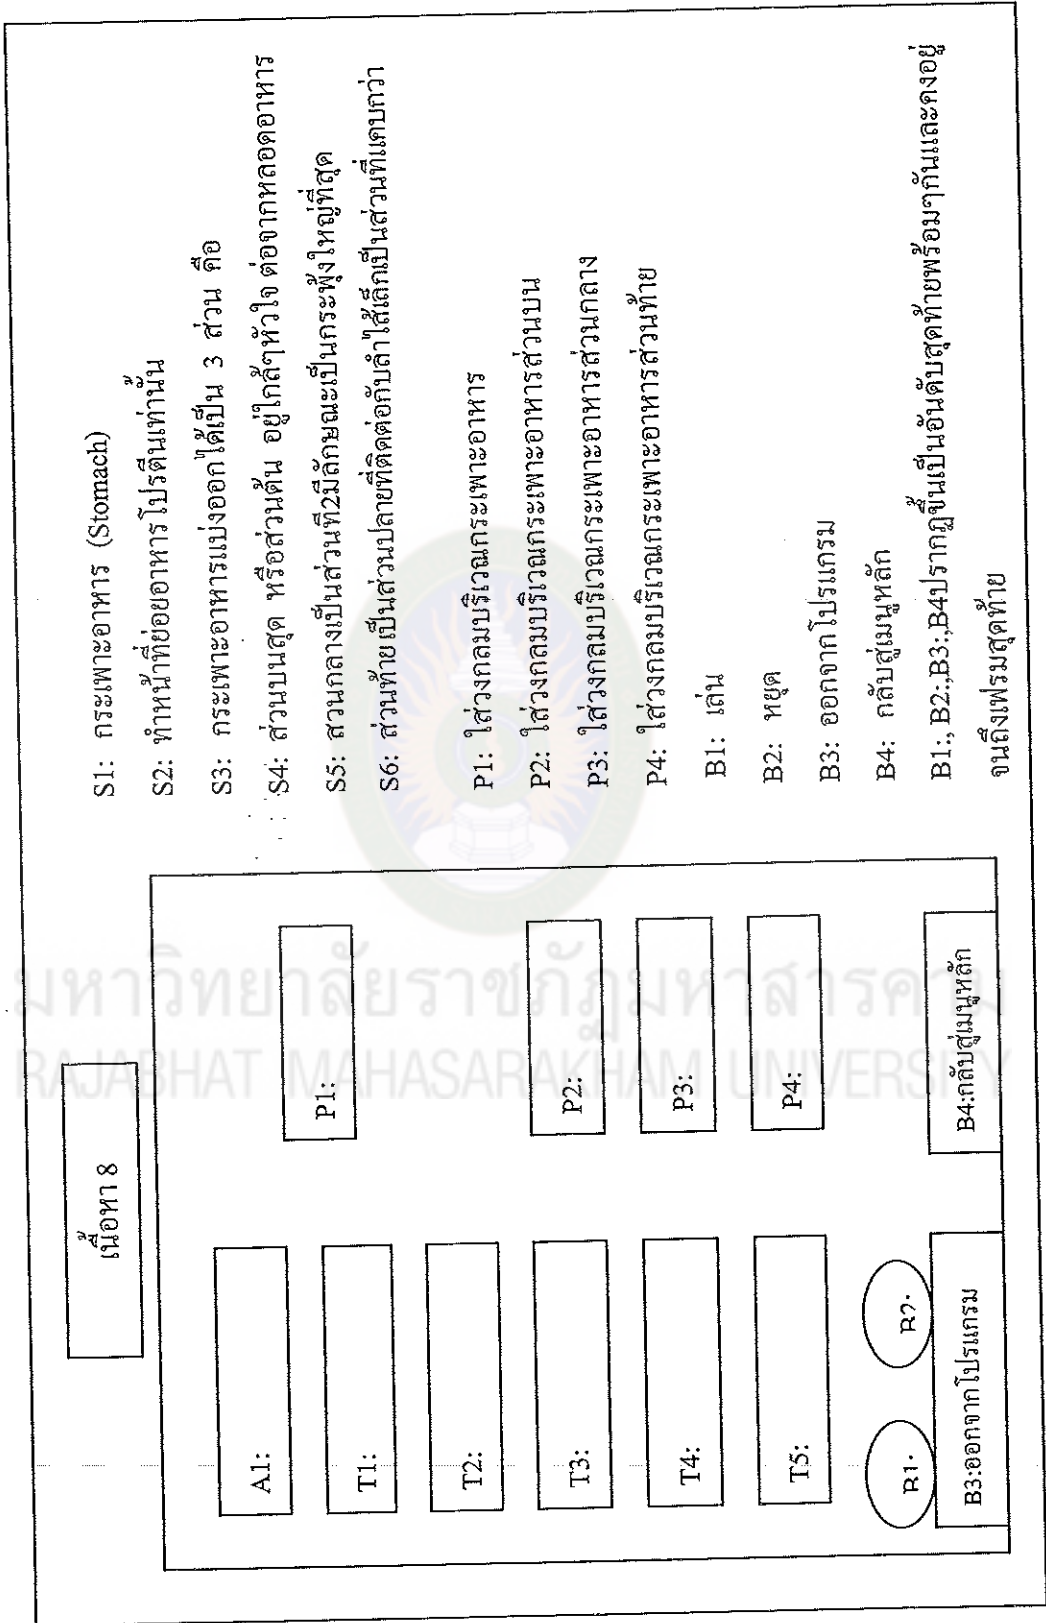 เนื้อหา 8
A1:
T1:
T2:
T3:
T4:
T5:
P1:
P2:
P3:
P4:
B1:
B2:
B3:ออกจากโปรแกรม
B4:กลับสู่เมนูหลัก
S1: กระเพาะอาหาร (Stomach)
S2: ทำหน้าที่ย่อยอาหารโปรตีนเท่านั้น
S3: กระเพาะอาหารแบ่งออกได้เป็น 3 ส่วน คือ
S4: ส่วนบนสุด หรือส่วนต้น อยู่ใกล้ๆหัวใจ ต่อจากหลอดอาหาร
S5: สวนกลางเป็นส่วนที่2มีลักษณะเป็นกระพุ้งใหญ่ที่สุด
S6: ส่วนท้าย เป็นส่วนปลายที่ติดต่อกับลำไส้เล็กเป็นส่วนที่แคบกว่า
P1: ใส่วงกลมบริเวณกระเพาะอาหาร
P2: ใส่วงกลมบริเวณกระเพาะอาหารส่วนบน
P3: ใส่วงกลมบริเวณกระเพาะอาหารส่วนกลาง
P4: ใส่วงกลมบริเวณกระเพาะอาหารส่วนท้าย
B1: เล่น
B2: หยุด
B3: ออกจากโปรแกรม
B4: กลับสู่เมนูหลัก
B1:, B2:,B3:,B4ปรากฏขึ้นเป็นอันดับสุดท้ายพร้อมๆกันและคงอยู่
จนถึงเฟรมสุดท้าย
มหาวิทยาลัยราชภัฏมหาสารคาม
RAJABHAT MAHASARAKHAM UNIVERSITY